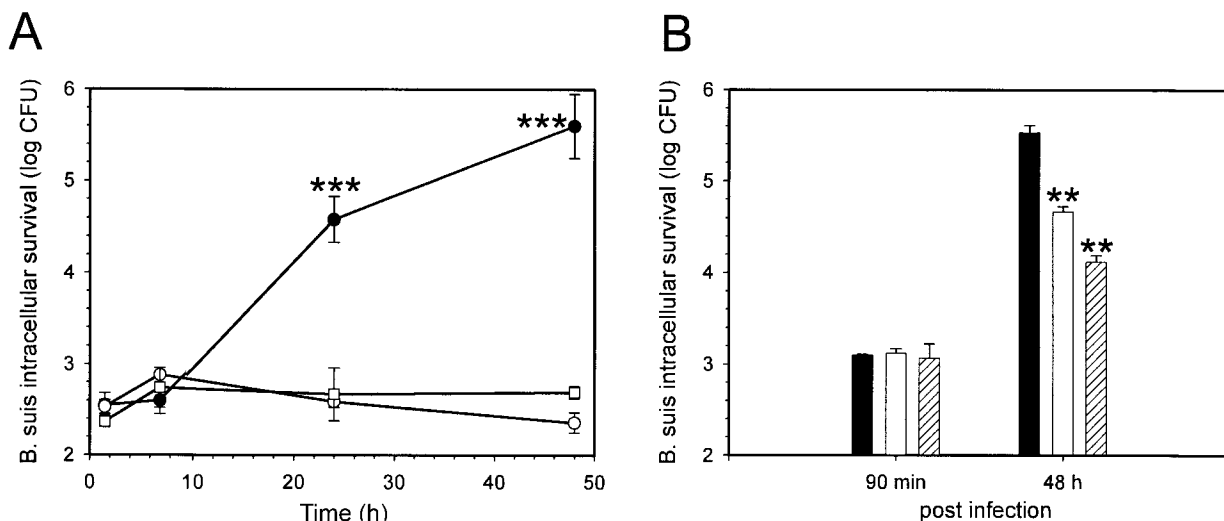 A
B. suis intracellular survival (log CFU)
6
5
4
3
2
***
***
0
10
20
30
40
50
Time (h)
B
B. suis intracellular survival (log CFU)
6
5
4
3
2
**
**
90 min
48 h
post infection